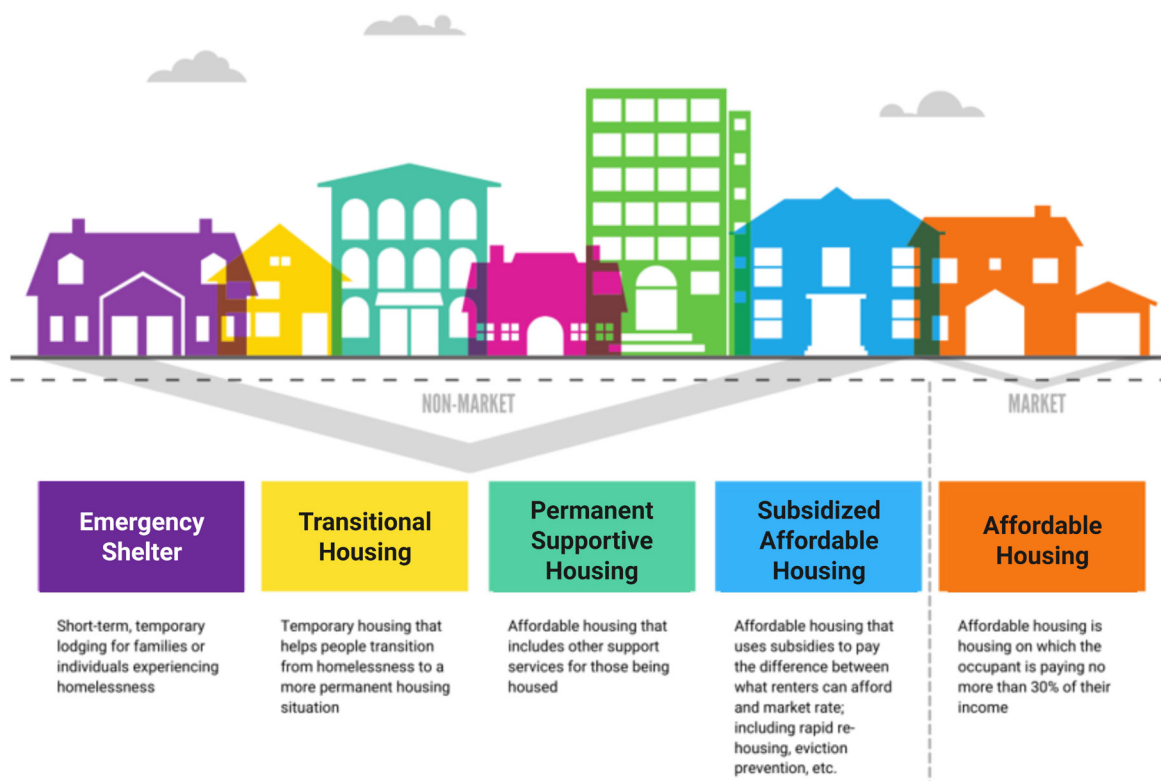 NON-MARKET
MARKET
Emergency
Shelter
Short-term, temporary
lodging for families or
individuals experiencing
homelessness
Transitional
Housing
Temporary housing that
helps people transition
from homelessness to a
more permanent housing
situation
Permanent
Supportive
Housing
Affordable housing that
includes other support
services for those being
housed
Subsidized
Affordable
Housing
Affordable housing that
uses subsidies to pay
the difference between
what renters can afford
and market rate;
including rapid re-
housing, eviction
prevention, etc.
Affordable
Housing
Affordable housing is
housing on which the
occupant is paying no
more than 30% of their
income